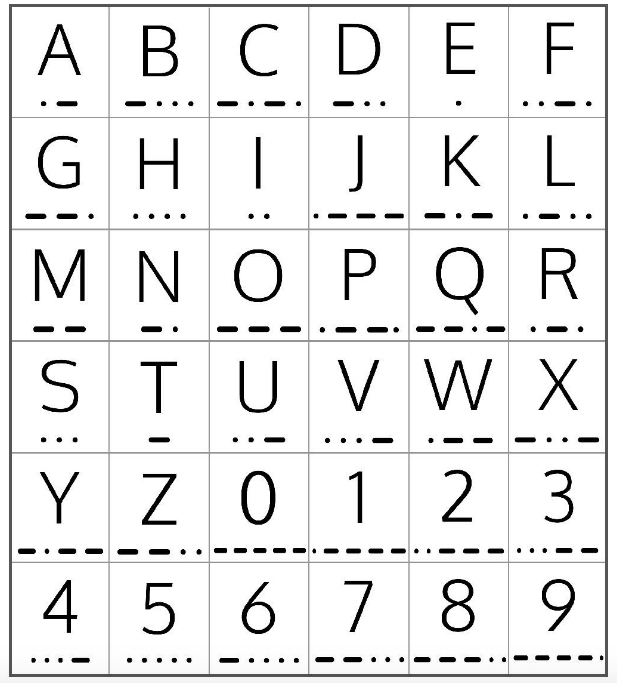 A B C D E F
.- -... -.-. -.. . ..-.
G H I J K L
--. .... .. .--- -.- .-..
M N O P Q R
-- -. --- .--. --.- .-.
S T U V W X
... - ..- ...- .-- -..-
Y Z 0 1 2 3
-.-- --.. ----- .---- ..--- ...--
4 5 6 7 8 9
...- ..... -.... --... ---.. ----.